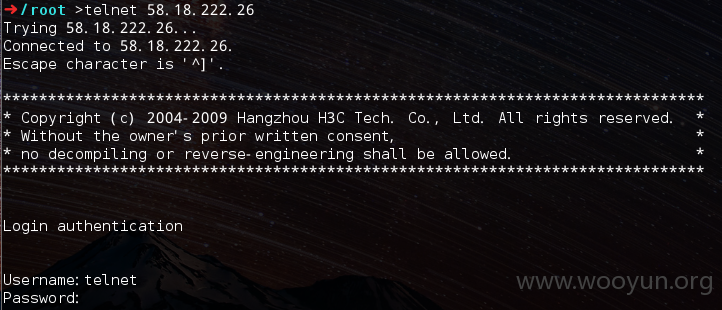 ➜/root >telnet 58.18.222.26
Trying 58.18.222.26...
Connected to 58.18.222.26.
Escape character is '^]'.
******************************************************************************
* Copyright (c) 2004-2009 Hangzhou H3C Tech. Co., Ltd. All rights reserved.  *
* Without the owner's prior written consent,                                 *
* no decompiling or reverse-engineering shall be allowed.                    *
******************************************************************************
Login authentication
Username:telnet
Password:
www.wooyun.org